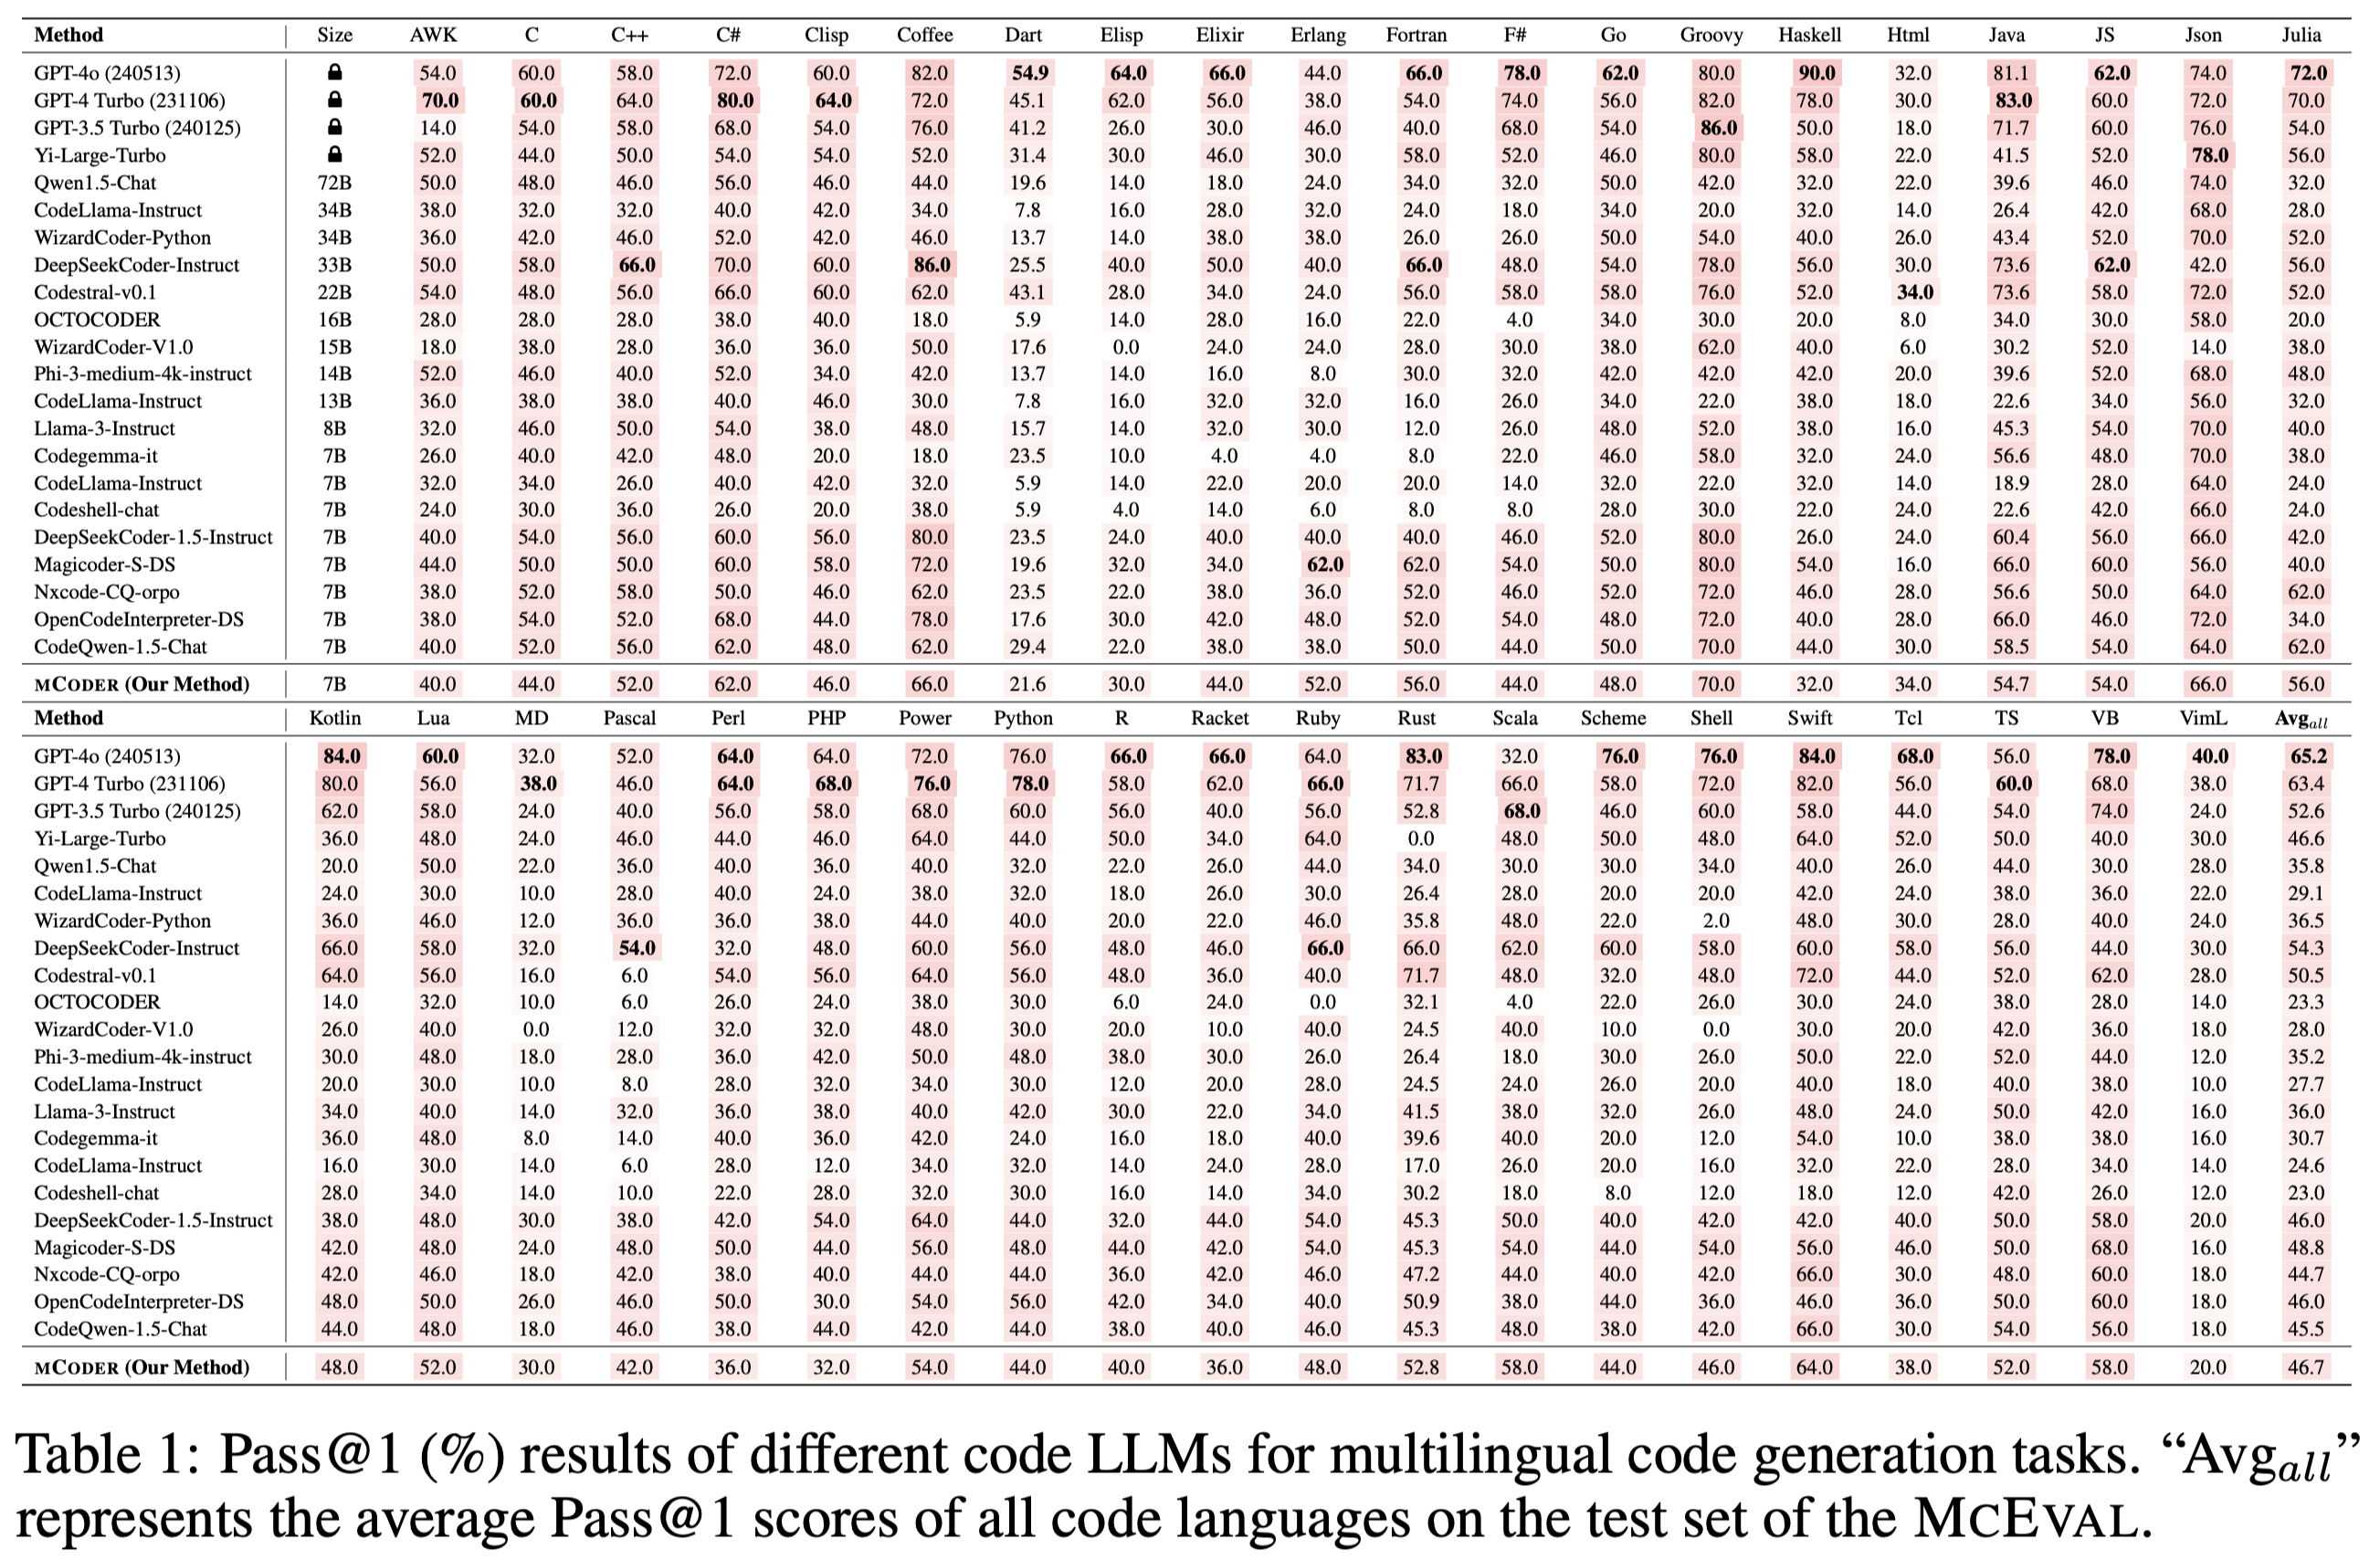 Method Size AWK C C++ C# Clisp Coffee Dart Elisp Elixir Erlang Fortran F# Go Groovy Haskell Html Java JS Json Julia
GPT-4o (240513) 54.0 60.0 58.0 72.0 60.0 82.0 54.9 64.0 66.0 44.0 66.0 78.0 62.0 80.0 90.0 32.0 81.1 62.0 74.0 72.0
GPT-4 Turbo (231106) 70.0 60.0 64.0 80.0 64.0 72.0 45.1 62.0 56.0 38.0 54.0 74.0 56.0 82.0 78.0 30.0 83.0 60.0 72.0 70.0
GPT-3.5 Turbo (240125) 14.0 54.0 58.0 68.0 54.0 76.0 41.2 26.0 30.0 46.0 40.0 68.0 54.0 86.0 50.0 18.0 71.7 60.0 76.0 54.0
Yi-Large-Turbo 52.0 44.0 50.0 54.0 54.0 52.0 31.4 30.0 46.0 30.0 58.0 52.0 46.0 80.0 58.0 22.0 41.5 52.0 78.0 56.0
Qwen1.5-Chat 72B 50.0 48.0 46.0 56.0 46.0 44.0 19.6 14.0 18.0 24.0 34.0 32.0 50.0 42.0 32.0 22.0 39.6 46.0 74.0 32.0
CodeLlama-Instruct 34B 38.0 32.0 32.0 40.0 42.0 34.0 7.8 16.0 28.0 32.0 24.0 18.0 34.0 20.0 32.0 14.0 26.4 42.0 68.0 28.0
WizardCoder-Python 34B 36.0 42.0 46.0 52.0 42.0 46.0 13.7 14.0 38.0 38.0 26.0 26.0 50.0 54.0 40.0 26.0 43.4 52.0 70.0 52.0
DeepSeekCoder-Instruct 33B 50.0 58.0 66.0 70.0 60.0 86.0 25.5 40.0 50.0 40.0 66.0 48.0 54.0 78.0 56.0 30.0 73.6 62.0 42.0 56.0
Codestral-v0.1 22B 54.0 48.0 56.0 66.0 60.0 62.0 43.1 28.0 34.0 24.0 56.0 58.0 58.0 76.0 52.0 34.0 73.6 58.0 72.0 52.0
OCTOCODER 16B 28.0 28.0 28.0 38.0 40.0 18.0 5.9 14.0 28.0 16.0 22.0 4.0 34.0 30.0 20.0 8.0 34.0 30.0 58.0 20.0
WizardCoder-V1.0 15B 18.0 38.0 28.0 36.0 36.0 50.0 17.6 0.0 24.0 24.0 28.0 30.0 38.0 62.0 40.0 6.0 30.2 52.0 14.0 38.0
Phi-3-medium-4k-instruct 14B 52.0 46.0 40.0 52.0 34.0 42.0 13.7 14.0 16.0 8.0 30.0 32.0 42.0 42.0 42.0 20.0 39.6 52.0 68.0 48.0
CodeLlama-Instruct 13B 36.0 38.0 38.0 40.0 46.0 30.0 7.8 16.0 32.0 32.0 16.0 26.0 34.0 22.0 38.0 18.0 22.6 34.0 56.0 32.0
Llama-3-Instruct 8B 32.0 46.0 50.0 54.0 38.0 48.0 15.7 14.0 32.0 30.0 12.0 26.0 48.0 52.0 38.0 16.0 45.3 54.0 70.0 40.0
Codegemma-it 7B 26.0 40.0 42.0 48.0 20.0 18.0 23.5 10.0 4.0 4.0 8.0 22.0 46.0 58.0 32.0 24.0 56.6 48.0 70.0 38.0
CodeLlama-Instruct 7B 32.0 34.0 26.0 40.0 42.0 32.0 5.9 14.0 22.0 20.0 20.0 14.0 32.0 22.0 32.0 14.0 18.9 28.0 64.0 24.0
Codeshell-chat 7B 24.0 30.0 36.0 26.0 20.0 38.0 5.9 4.0 14.0 6.0 8.0 8.0 28.0 30.0 22.0 24.0 22.6 42.0 66.0 24.0
DeepSeekCoder-1.5-Instruct 7B 40.0 54.0 56.0 60.0 56.0 80.0 23.5 24.0 40.0 40.0 40.0 46.0 52.0 80.0 26.0 24.0 60.4 56.0 66.0 42.0
Magicoder-S-DS 7B 44.0 50.0 50.0 60.0 58.0 72.0 19.6 32.0 34.0 62.0 62.0 54.0 50.0 80.0 54.0 16.0 66.0 60.0 56.0 40.0
Nxcode-CQ-orpo 7B 38.0 52.0 58.0 50.0 46.0 62.0 23.5 22.0 38.0 36.0 52.0 46.0 52.0 72.0 46.0 28.0 56.6 50.0 64.0 62.0
OpenCodeInterpreter-DS 7B 38.0 54.0 52.0 68.0 44.0 78.0 17.6 30.0 42.0 48.0 52.0 54.0 48.0 72.0 40.0 28.0 66.0 46.0 72.0 34.0
CodeQwen-1.5-Chat 7B 40.0 52.0 56.0 62.0 48.0 62.0 29.4 22.0 38.0 38.0 50.0 44.0 50.0 70.0 44.0 30.0 58.5 54.0 64.0 62.0
MCODER (Our Method) 7B 40.0 44.0 52.0 62.0 46.0 66.0 21.6 30.0 44.0 52.0 56.0 44.0 48.0 70.0 32.0 34.0 54.7 54.0 66.0 56.0
Method Kotlin Lua MD Pascal Perl PHP Power Python R Racket Ruby Rust Scala Scheme Shell Swift Tcl TS VB VimL Avgall
GPT-4o (240513) 84.0 60.0 32.0 52.0 64.0 64.0 72.0 76.0 66.0 66.0 64.0 83.0 32.0 76.0 76.0 84.0 68.0 56.0 78.0 40.0 65.2
GPT-4 Turbo (231106) 80.0 56.0 38.0 46.0 64.0 68.0 76.0 78.0 58.0 62.0 66.0 71.7 66.0 58.0 72.0 82.0 56.0 60.0 68.0 38.0 63.4
GPT-3.5 Turbo (240125) 62.0 58.0 24.0 40.0 56.0 58.0 68.0 60.0 56.0 40.0 56.0 52.8 68.0 46.0 60.0 58.0 44.0 54.0 74.0 24.0 52.6
Yi-Large-Turbo 36.0 48.0 24.0 46.0 44.0 46.0 64.0 44.0 50.0 34.0 64.0 0.0 48.0 50.0 48.0 64.0 52.0 50.0 40.0 30.0 46.6
Qwen1.5-Chat 20.0 50.0 22.0 36.0 40.0 36.0 40.0 32.0 22.0 26.0 44.0 34.0 30.0 30.0 34.0 40.0 26.0 44.0 30.0 28.0 35.8
CodeLlama-Instruct 24.0 30.0 10.0 28.0 40.0 24.0 38.0 32.0 18.0 26.0 30.0 26.4 28.0 20.0 20.0 42.0 24.0 38.0 36.0 22.0 29.1
WizardCoder-Python 36.0 46.0 12.0 36.0 36.0 38.0 44.0 40.0 20.0 22.0 46.0 35.8 48.0 22.0 2.0 48.0 30.0 28.0 40.0 24.0 36.5
DeepSeekCoder-Instruct 66.0 58.0 32.0 54.0 32.0 48.0 60.0 56.0 48.0 46.0 66.0 66.0 62.0 60.0 58.0 60.0 58.0 56.0 44.0 30.0 54.3
Codestral-v0.1 64.0 56.0 16.0 6.0 54.0 56.0 64.0 56.0 48.0 36.0 40.0 71.7 48.0 32.0 48.0 72.0 44.0 52.0 62.0 28.0 50.5
OCTOCODER 14.0 32.0 10.0 6.0 26.0 24.0 38.0 30.0 6.0 24.0 0.0 32.1 4.0 22.0 26.0 30.0 24.0 38.0 28.0 14.0 23.3
WizardCoder-V1.0 26.0 40.0 0.0 12.0 32.0 32.0 48.0 30.0 20.0 10.0 40.0 24.5 40.0 10.0 0.0 30.0 20.0 42.0 36.0 18.0 28.0
Phi-3-medium-4k-instruct 30.0 48.0 18.0 28.0 36.0 42.0 50.0 48.0 38.0 30.0 26.0 26.4 18.0 30.0 26.0 50.0 22.0 52.0 44.0 12.0 35.2
CodeLlama-Instruct 20.0 30.0 10.0 8.0 28.0 32.0 34.0 30.0 12.0 20.0 28.0 24.5 24.0 26.0 20.0 40.0 18.0 40.0 38.0 10.0 27.7
Llama-3-Instruct 34.0 40.0 14.0 32.0 36.0 38.0 40.0 42.0 30.0 22.0 34.0 41.5 38.0 32.0 26.0 48.0 24.0 50.0 42.0 16.0 36.0
Codegemma-it 36.0 48.0 8.0 14.0 40.0 36.0 42.0 24.0 16.0 18.0 40.0 39.6 40.0 20.0 12.0 54.0 10.0 38.0 38.0 16.0 30.7
CodeLlama-Instruct 16.0 30.0 14.0 6.0 28.0 12.0 34.0 32.0 14.0 24.0 28.0 17.0 26.0 20.0 16.0 32.0 22.0 28.0 34.0 14.0 24.6
Codeshell-chat 28.0 34.0 14.0 10.0 22.0 28.0 32.0 30.0 16.0 14.0 34.0 30.2 18.0 8.0 12.0 18.0 12.0 42.0 26.0 12.0 23.0
DeepSeekCoder-1.5-Instruct 38.0 48.0 30.0 38.0 42.0 54.0 64.0 44.0 32.0 44.0 54.0 45.3 50.0 40.0 42.0 42.0 40.0 50.0 58.0 20.0 46.0
Magicoder-S-DS 42.0 48.0 24.0 48.0 50.0 44.0 56.0 48.0 44.0 42.0 54.0 45.3 54.0 44.0 54.0 56.0 46.0 50.0 68.0 16.0 48.8
Nxcode-CQ-orpo 42.0 46.0 18.0 42.0 38.0 40.0 44.0 44.0 36.0 42.0 46.0 47.2 44.0 40.0 42.0 66.0 30.0 48.0 60.0 18.0 44.7
OpenCodeInterpreter-DS 48.0 50.0 26.0 46.0 50.0 30.0 54.0 56.0 42.0 34.0 40.0 50.9 38.0 44.0 36.0 46.0 36.0 50.0 60.0 18.0 46.0
CodeQwen-1.5-Chat 44.0 48.0 18.0 46.0 38.0 44.0 42.0 44.0 38.0 40.0 46.0 45.3 48.0 38.0 42.0 66.0 30.0 54.0 56.0 18.0 45.5
MCODER (Our Method) 48.0 52.0 30.0 42.0 36.0 32.0 54.0 44.0 40.0 36.0 48.0 52.8 58.0 44.0 46.0 64.0 38.0 52.0 58.0 20.0 46.7
Table 1: Pass@1 (%) results of different code LLMs for multilingual code generation tasks. “Avgall”
represents the average Pass@1 scores of all code languages on the test set of the MCEVAL.